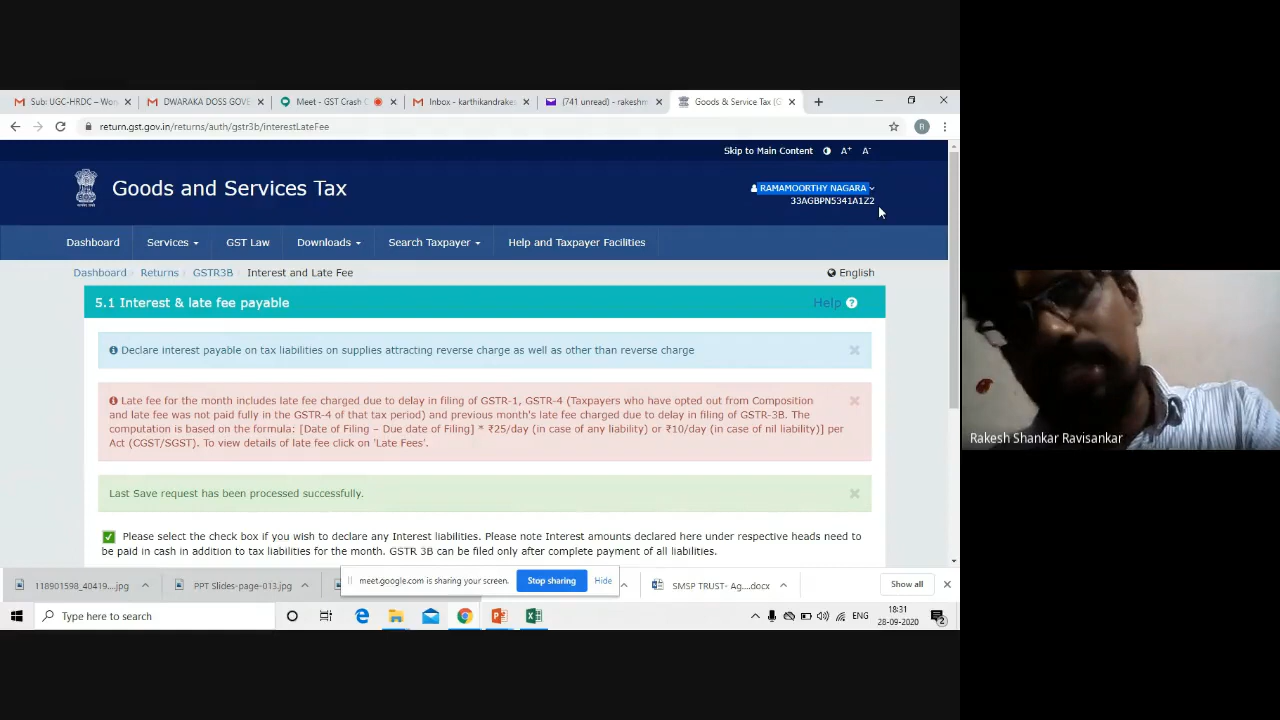 Sub: UGC-HRDC – Won
DWARAKA DOSS GOVE
Meet - GST Crash C
Inbox - karthikandrakes
(741 unread) - rakeshm
Goods & Service Tax (G
return.gst.gov.in/returns/auth/gstr3b/interestLateFee
Skip to Main Content A+ A-
Goods and Services Tax
RAMAMOORTHY NAGARA
33AGBPN5341A1Z2
Dashboard Services GST Law Downloads Search Taxpayer Help and Taxpayer Facilities
Dashboard Returns GSTR3B Interest and Late Fee English
5.1 Interest & late fee payable Help ?
Declare interest payable on tax liabilities on supplies attracting reverse charge as well as other than reverse charge
Late fee for the month includes late fee charged due to delay in filing of GSTR-1, GSTR-4 (Taxpayers who have opted out from Composition
and late fee was not paid fully in the GSTR-4 of that tax period) and previous month's late fee charged due to delay in filing of GSTR-3B. The
computation is based on the formula: [Date of Filing – Due date of Filing] * ₹25/day (in case of any liability) or ₹10/day (in case of nil liability)] per
Act (CGST/SGST). To view details of late fee click on 'Late Fees'.
Last Save request has been processed successfully.
Please select the check box if you wish to declare any Interest liabilities. Please note Interest amounts declared here under respective heads need to
be paid in cash in addition to tax liabilities for the month. GSTR 3B can be filed only after complete payment of all liabilities.
118901598_40419....jpg
PPT Slides-page-013.jpg
meet.google.com is sharing your screen. Stop sharing Hide
SMSP TRUST- Ag....docx
Show all
Type here to search
ENG
18:31
28-09-2020
2
Rakesh Shankar Ravisankar